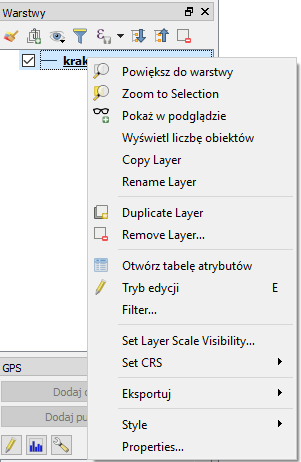 Warstwy
krak
Powiększ do warstwy
Zoom to Selection
Pokaż w podglądzie
Wyświetl liczbę obiektów
Copy Layer
Rename Layer
Duplicate Layer
Remove Layer...
Otwórz tabelę atrybutów
Tryb edycji E
Filter...
Set Layer Scale Visibility...
Set CRS
Eksportuj
Style
Properties...
GPS
Dodaj
Dodaj pu